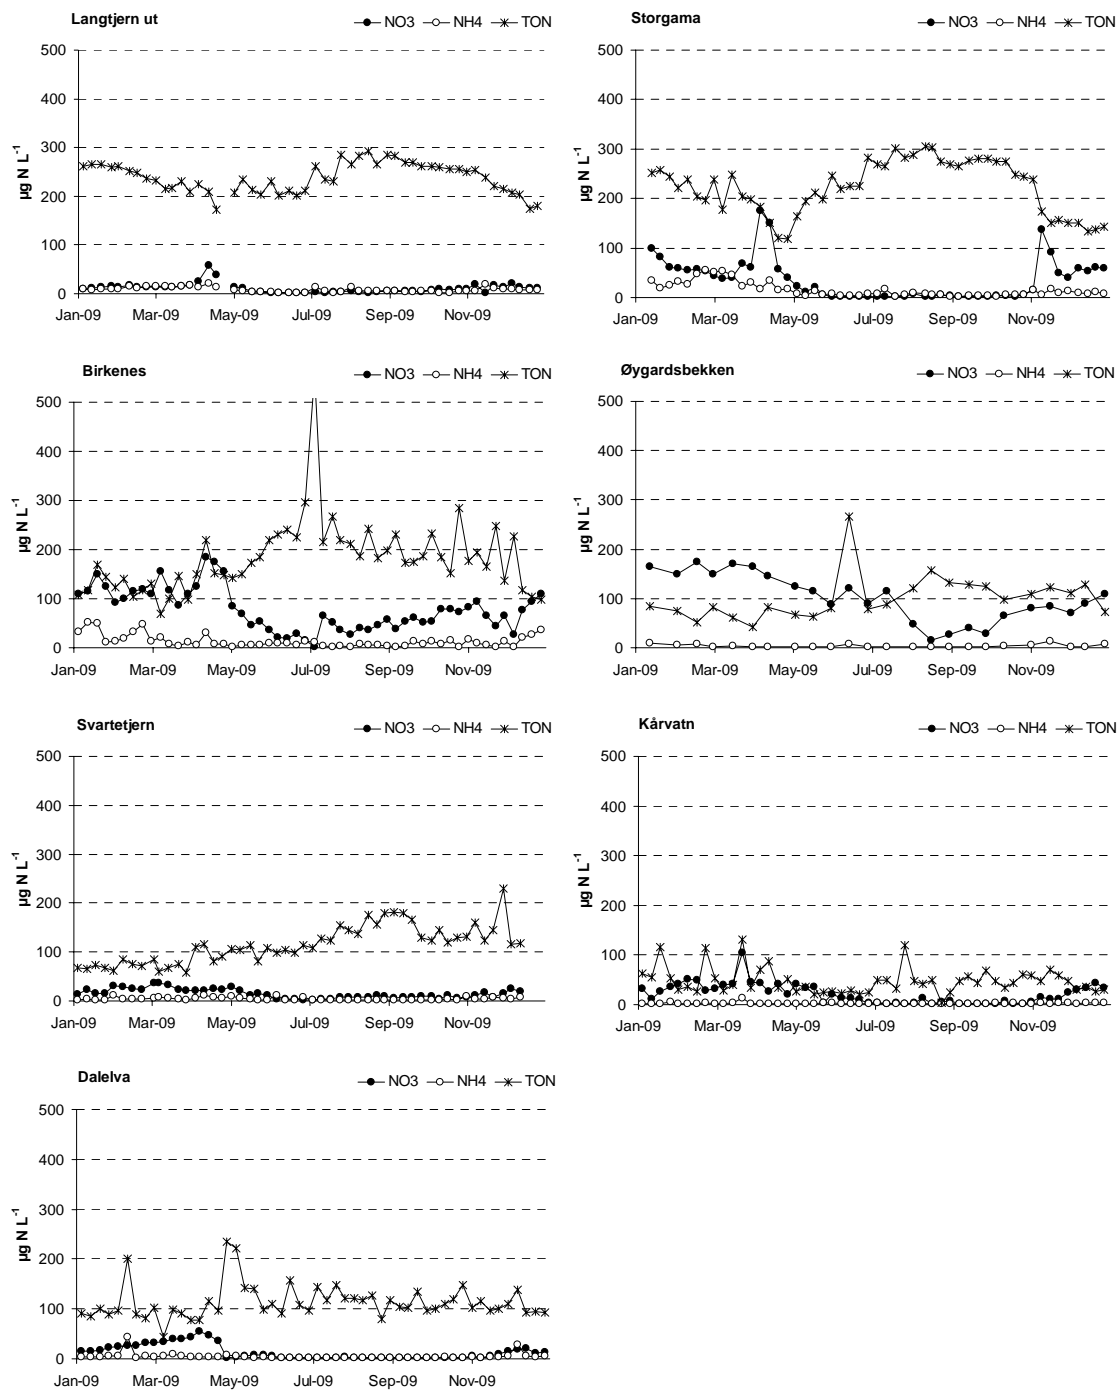 Langtjern ut
NO3 NH4 TON
500
400
300
200
100
0
µg N L-1
Jan-09 Mar-09 May-09 Jul-09 Sep-09 Nov-09
Storgama
NO3 NH4 TON
500
400
300
200
100
0
µg N L-1
Jan-09 Mar-09 May-09 Jul-09 Sep-09 Nov-09
Birkenes
NO3 NH4 TON
500
400
300
200
100
0
µg N L-1
Jan-09 Mar-09 May-09 Jul-09 Sep-09 Nov-09
Øygardsbekken
NO3 NH4 TON
500
400
300
200
100
0
µg N L-1
Jan-09 Mar-09 May-09 Jul-09 Sep-09 Nov-09
Svartetjern
NO3 NH4 TON
500
400
300
200
100
0
µg N L-1
Jan-09 Mar-09 May-09 Jul-09 Sep-09 Nov-09
Kårvatn
NO3 NH4 TON
500
400
300
200
100
0
µg N L-1
Jan-09 Mar-09 May-09 Jul-09 Sep-09 Nov-09
Dalelva
NO3 NH4 TON
500
400
300
200
100
0
µg N L-1
Jan-09 Mar-09 May-09 Jul-09 Sep-09 Nov-09